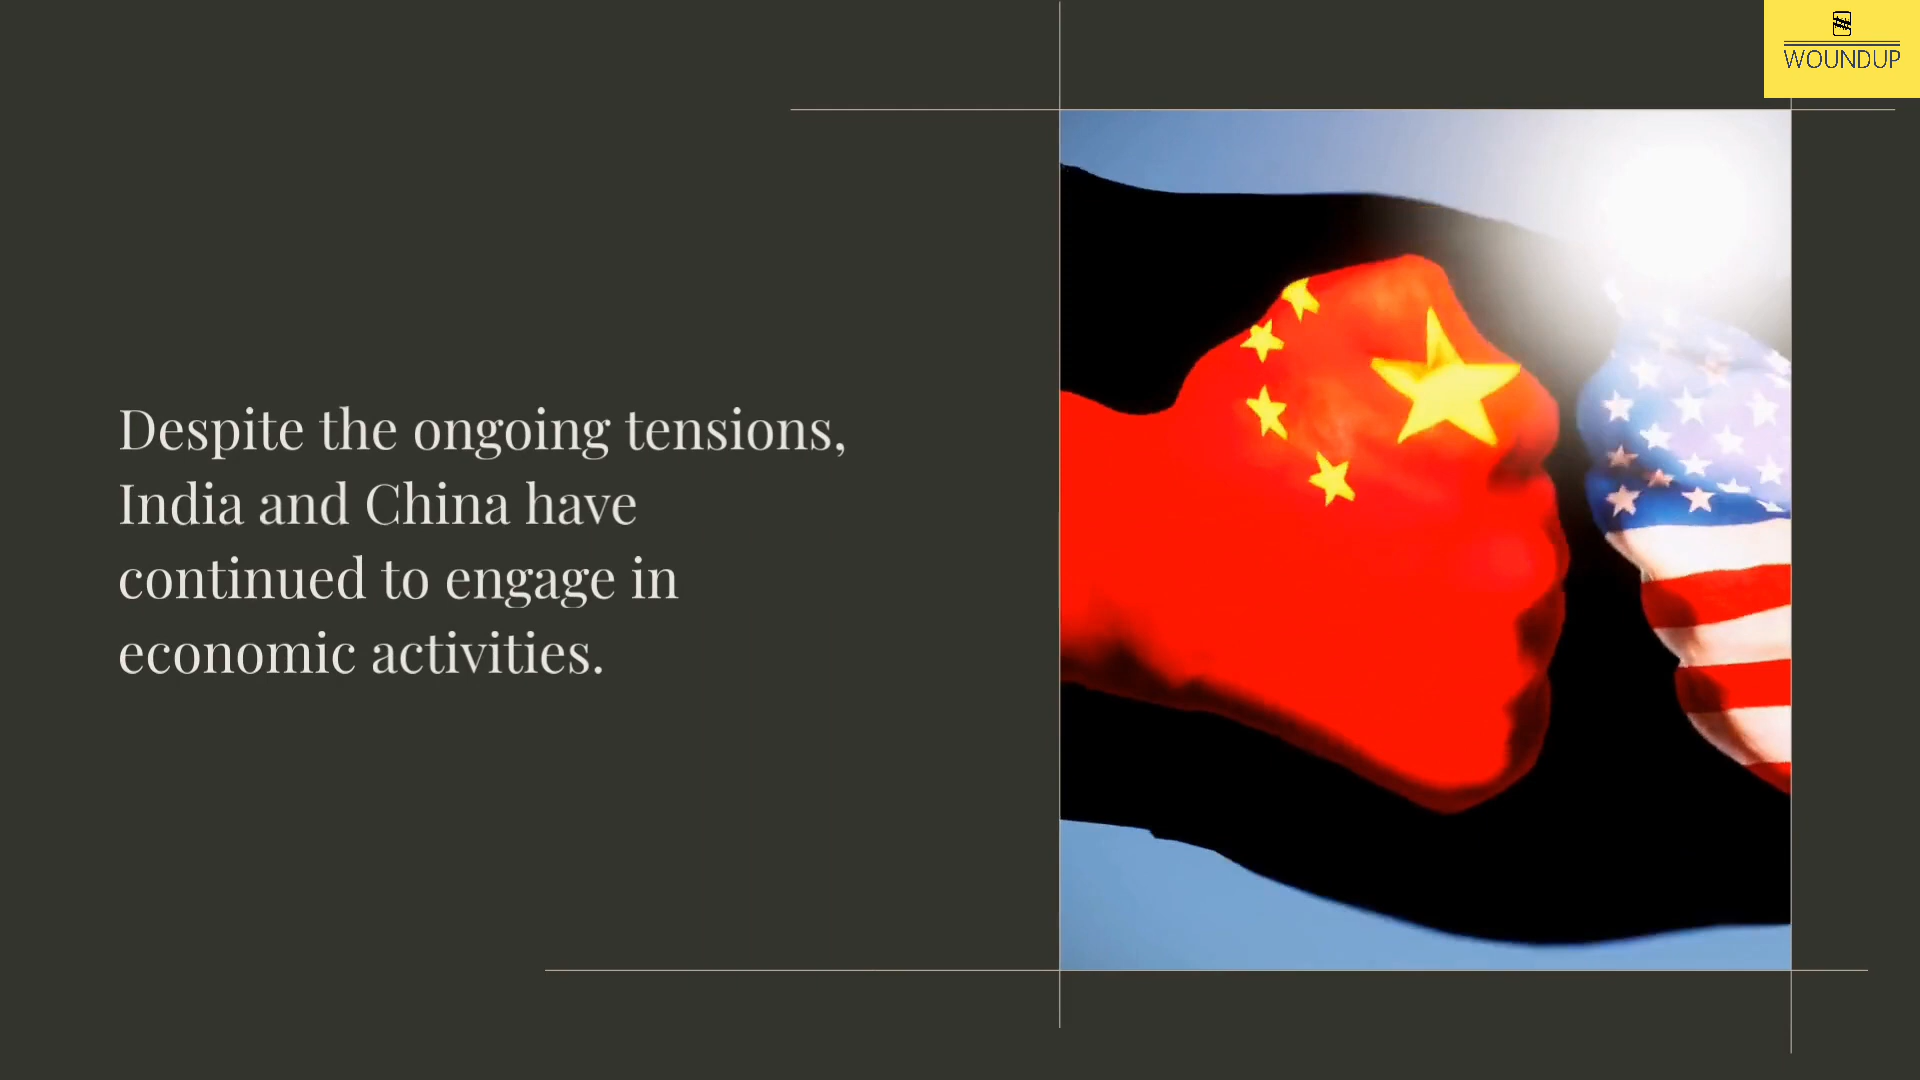 WOUNDUP
Despite the ongoing tensions,
India and China have
continued to engage in
economic activities.